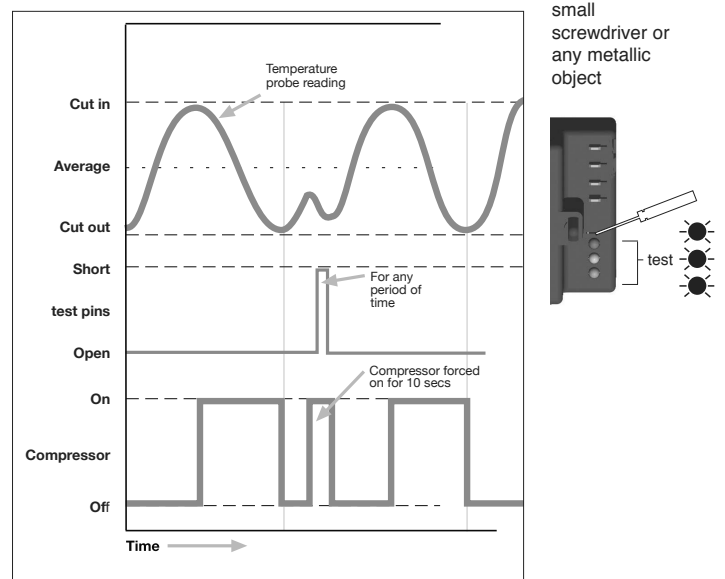 small
screwdriver or
any metallic
object
Temperature
probe reading
Cut in
Average
Cut out
Short
For any
period of
time
test pins
Open
test
Compressor forced
on for 10 secs
On
Compressor
Off
Time